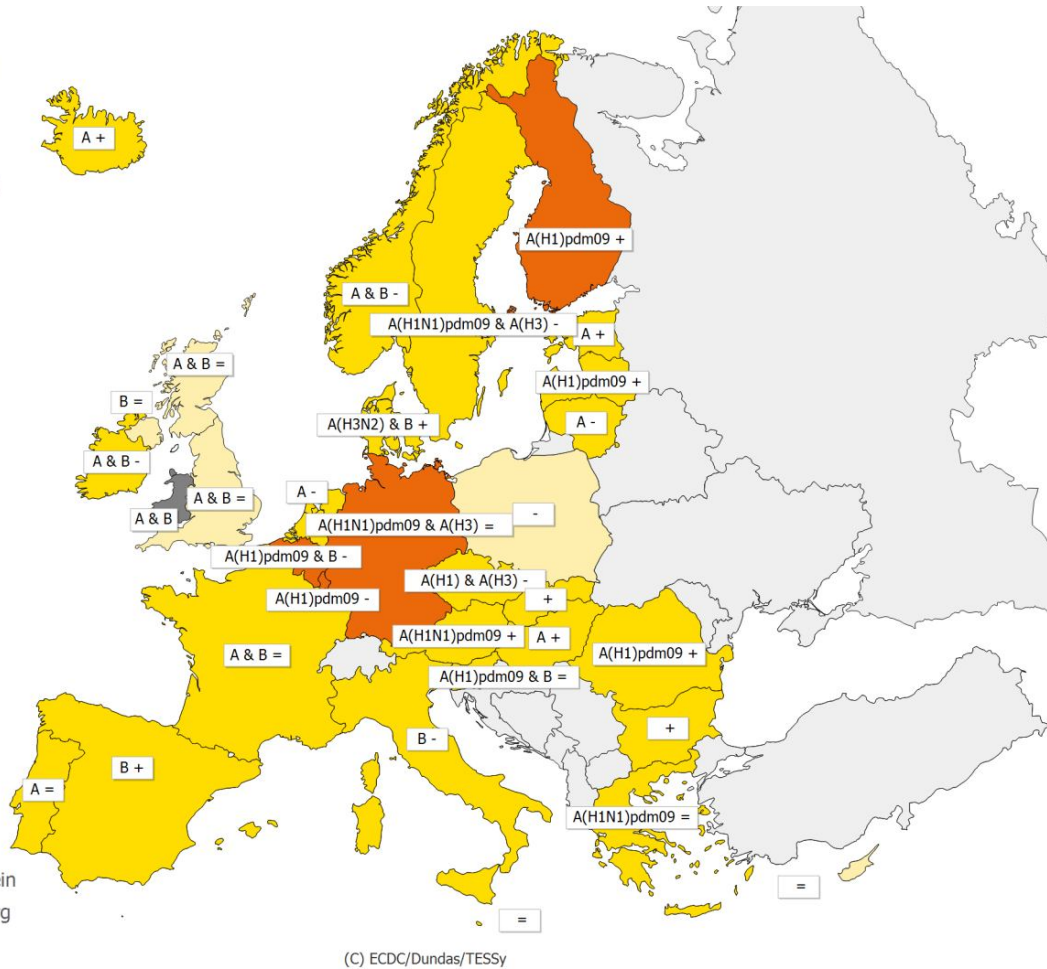 A +
A(H1)pdm09 +
A & B -
A(H1N1)pdm09 & A(H3) -
A +
A & B =
A(H1)pdm09 +
B =
A(H3N2) & B +
A -
A & B -
A -
A & B =
-
A & B
A(H1N1)pdm09 & A(H3) =
A(H1)pdm09 & B -
A(H1) & A(H3) -
A(H1)pdm09 -
+
A(H1N1)pdm09 +
A +
A & B =
A(H1)pdm09 +
A(H1)pdm09 & B =
+
B -
B +
A =
A(H1N1)pdm09 =
ein
=
g
=
(C) ECDC/Dundas/TESSy